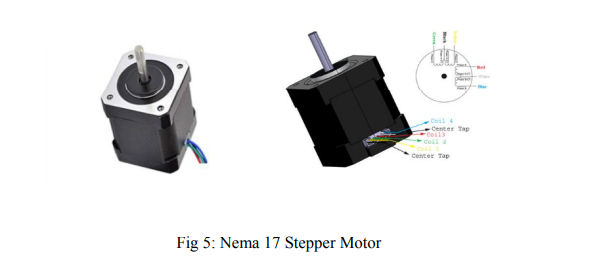 Green
Black
Yellow
Red
White
Blue
Coil 4
Center Tap
Coil3
Coil 2
Coil 1
Center Tap
Fig 5: Nema 17 Stepper Motor